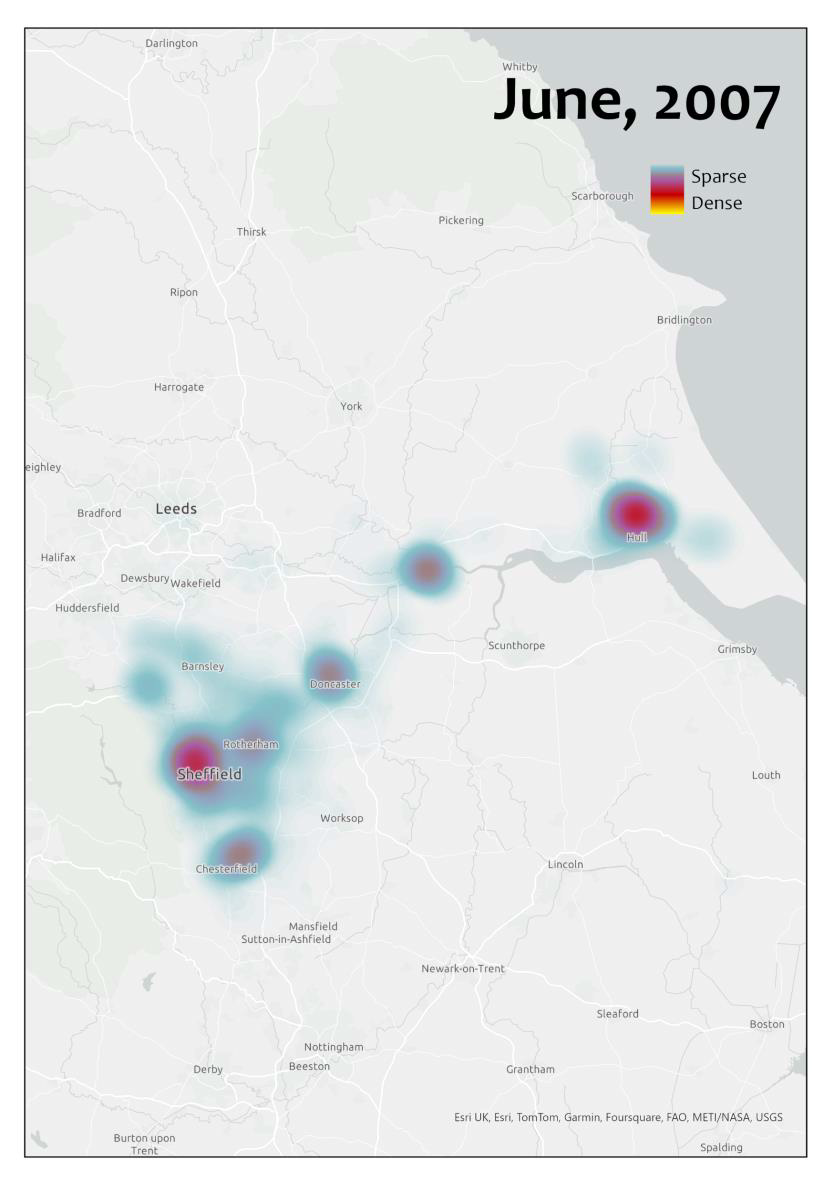 Darlington
Whitby
June, 2007
Sparse
Dense
Scarborough
Pickering
Thirsk
Ripon
Bridlington
Harrogate
York
eighley
Leeds
Bradford
Hull
Halifax
Dewsbury
Wakefield
Huddersfield
Scunthorpe
Grimsby
Barnsley
Doncaster
Rotherham
Sheffield
Louth
Worksop
Lincoln
Chesterfield
Mansfield
Sutton-in-Ashfield
Newark-on-Trent
Sleaford
Boston
Nottingham
Derby
Beeston
Grantham
Esri UK, Esri, TomTom, Garmin, Foursquare, FAO, METI/NASA, USGS
Burton upon
Trent
Spalding